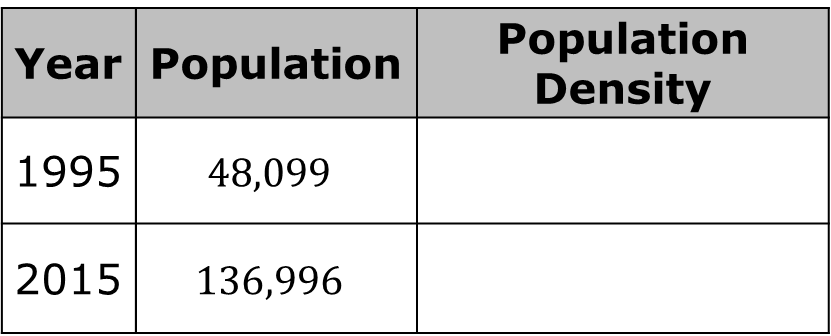 Year Population Population
Density
1995 48,099
2015 136,996